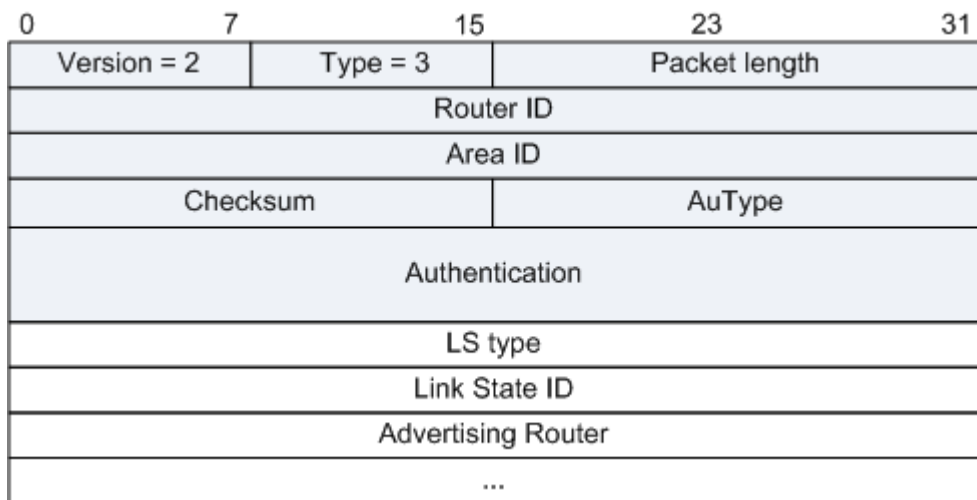 0 7 15 23 31
Version = 2 Type = 3 Packet length
Router ID
Area ID
Checksum AuType
Authentication
LS type
Link State ID
Advertising Router
...